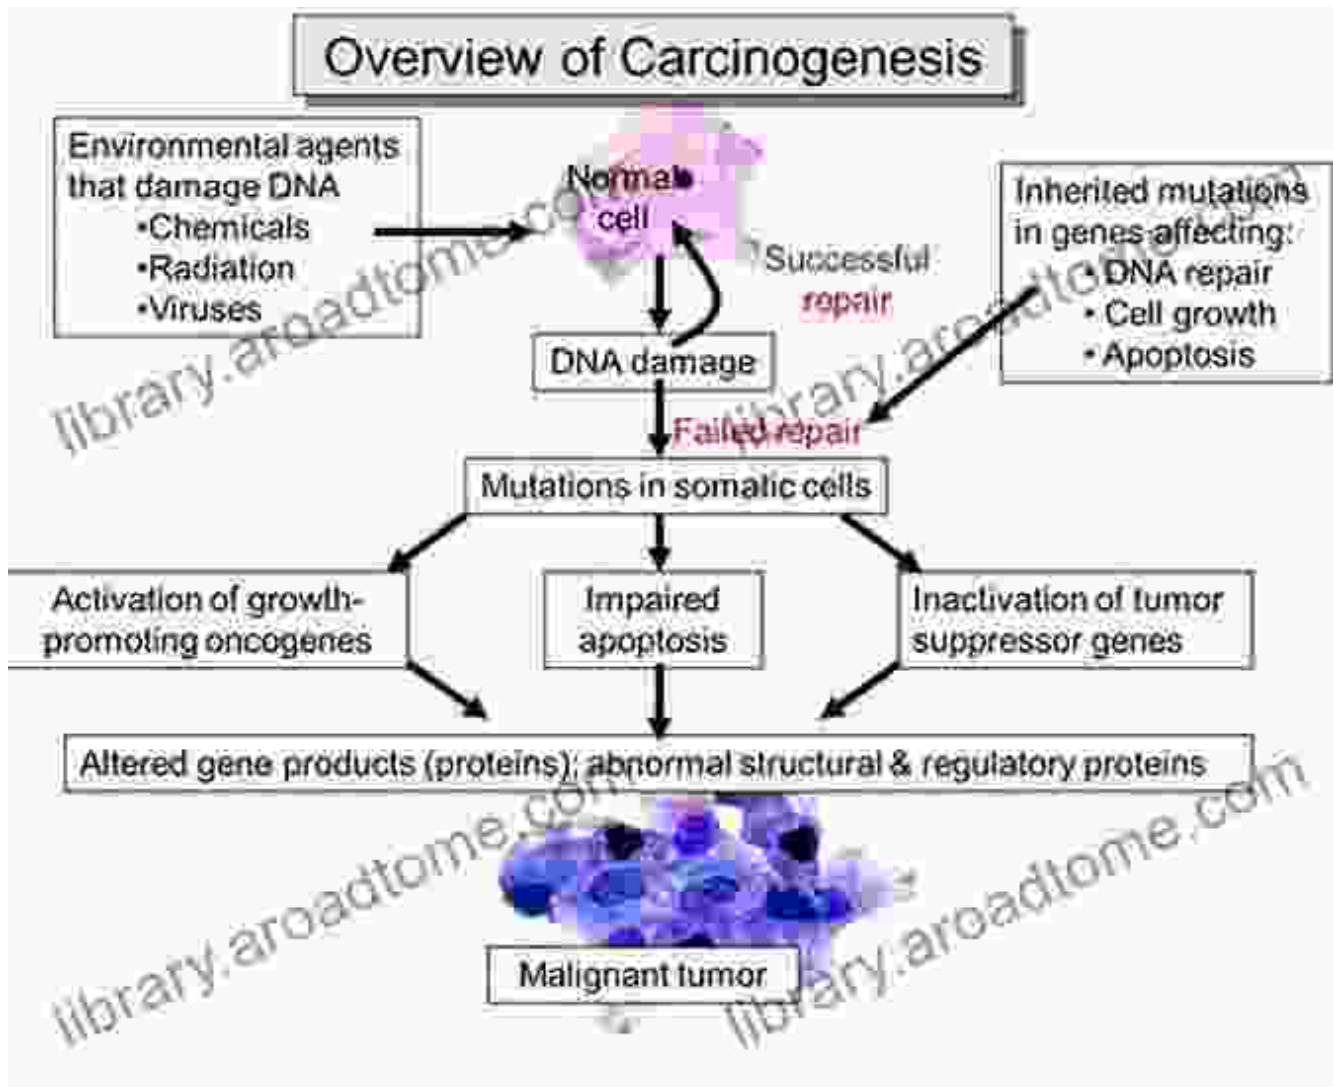 Overview of Carcinogenesis
Environmental agents
that damage DNA
•Chemicals
•Radiation
•Viruses
Normal
cell
Successful
repair
Inherited mutations
in genes affecting:
• DNA repair
• Cell growth
• Apoptosis
DNA damage
Failed repair
Mutations in somatic cells
Activation of growth-
promoting oncogenes
Impaired
apoptosis
Inactivation of tumor
suppressor genes
Altered gene products (proteins); abnormal structural & regulatory proteins
Malignant tumor
library.aroadtome.com
library.aroadtome.com
library.aroadtome.com
library.aroadtome.com